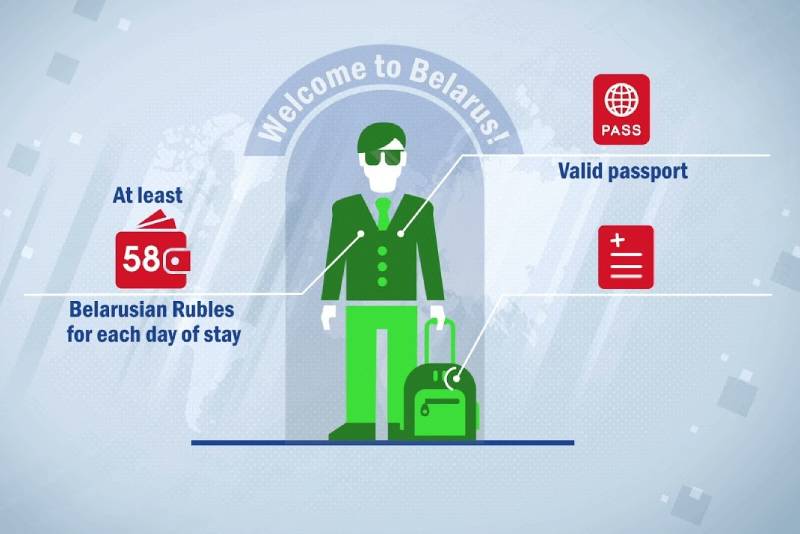 Welcome to Belarus!
PASS
Valid passport
At least
58
Belarusian Rubles
for each day of stay